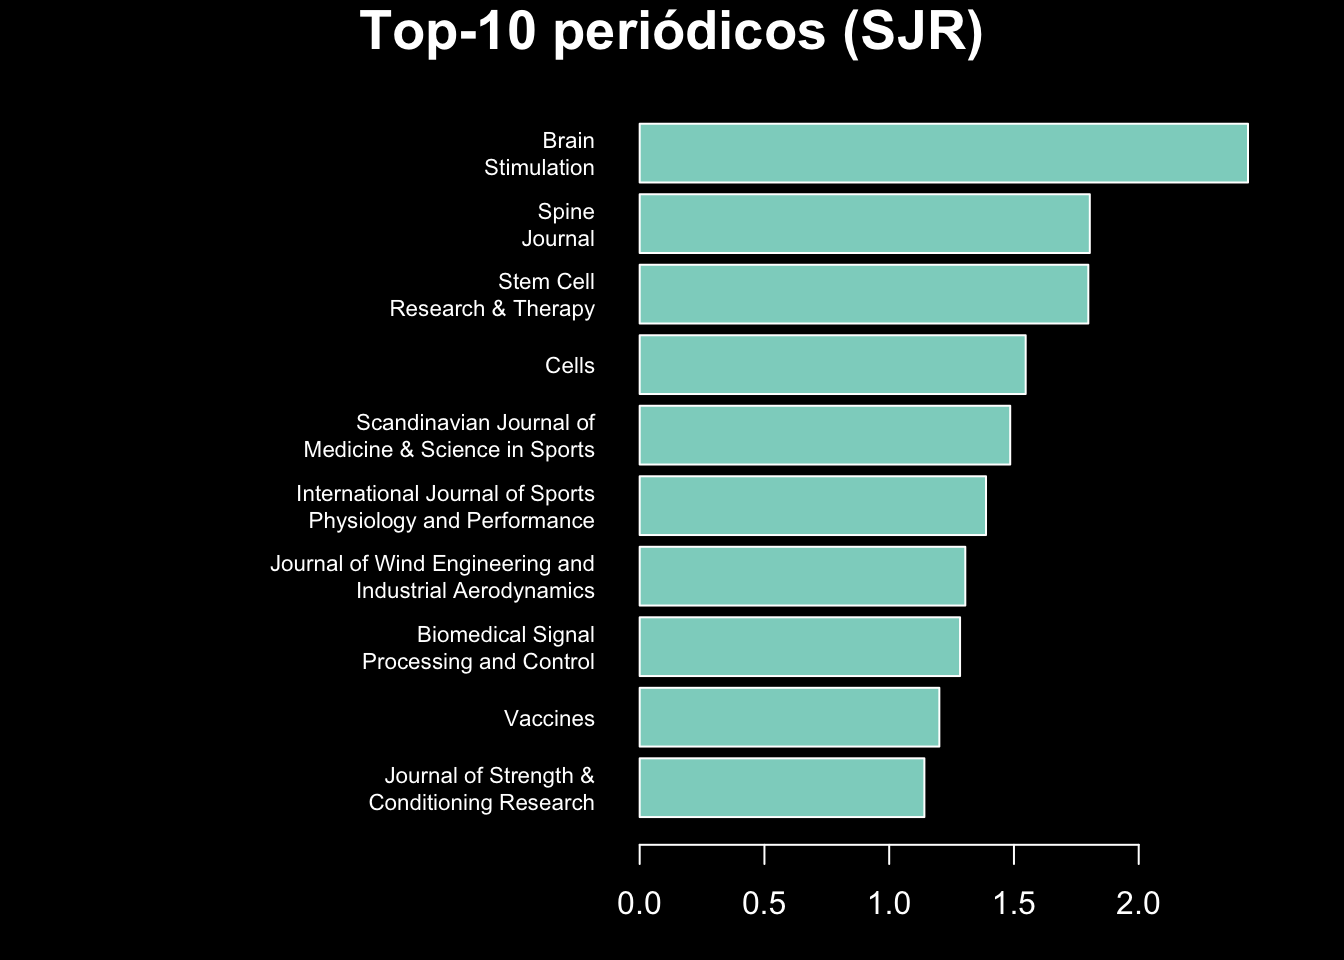 Top-10 periódicos (SJR)
Brain
Stimulation
Spine
Journal
Stem Cell
Research & Therapy
Cells
Scandinavian Journal of
Medicine & Science in Sports
International Journal of Sports
Physiology and Performance
Journal of Wind Engineering and
Industrial Aerodynamics
Biomedical Signal
Processing and Control
Vaccines
Journal of Strength &
Conditioning Research
0.0 0.5 1.0 1.5 2.0